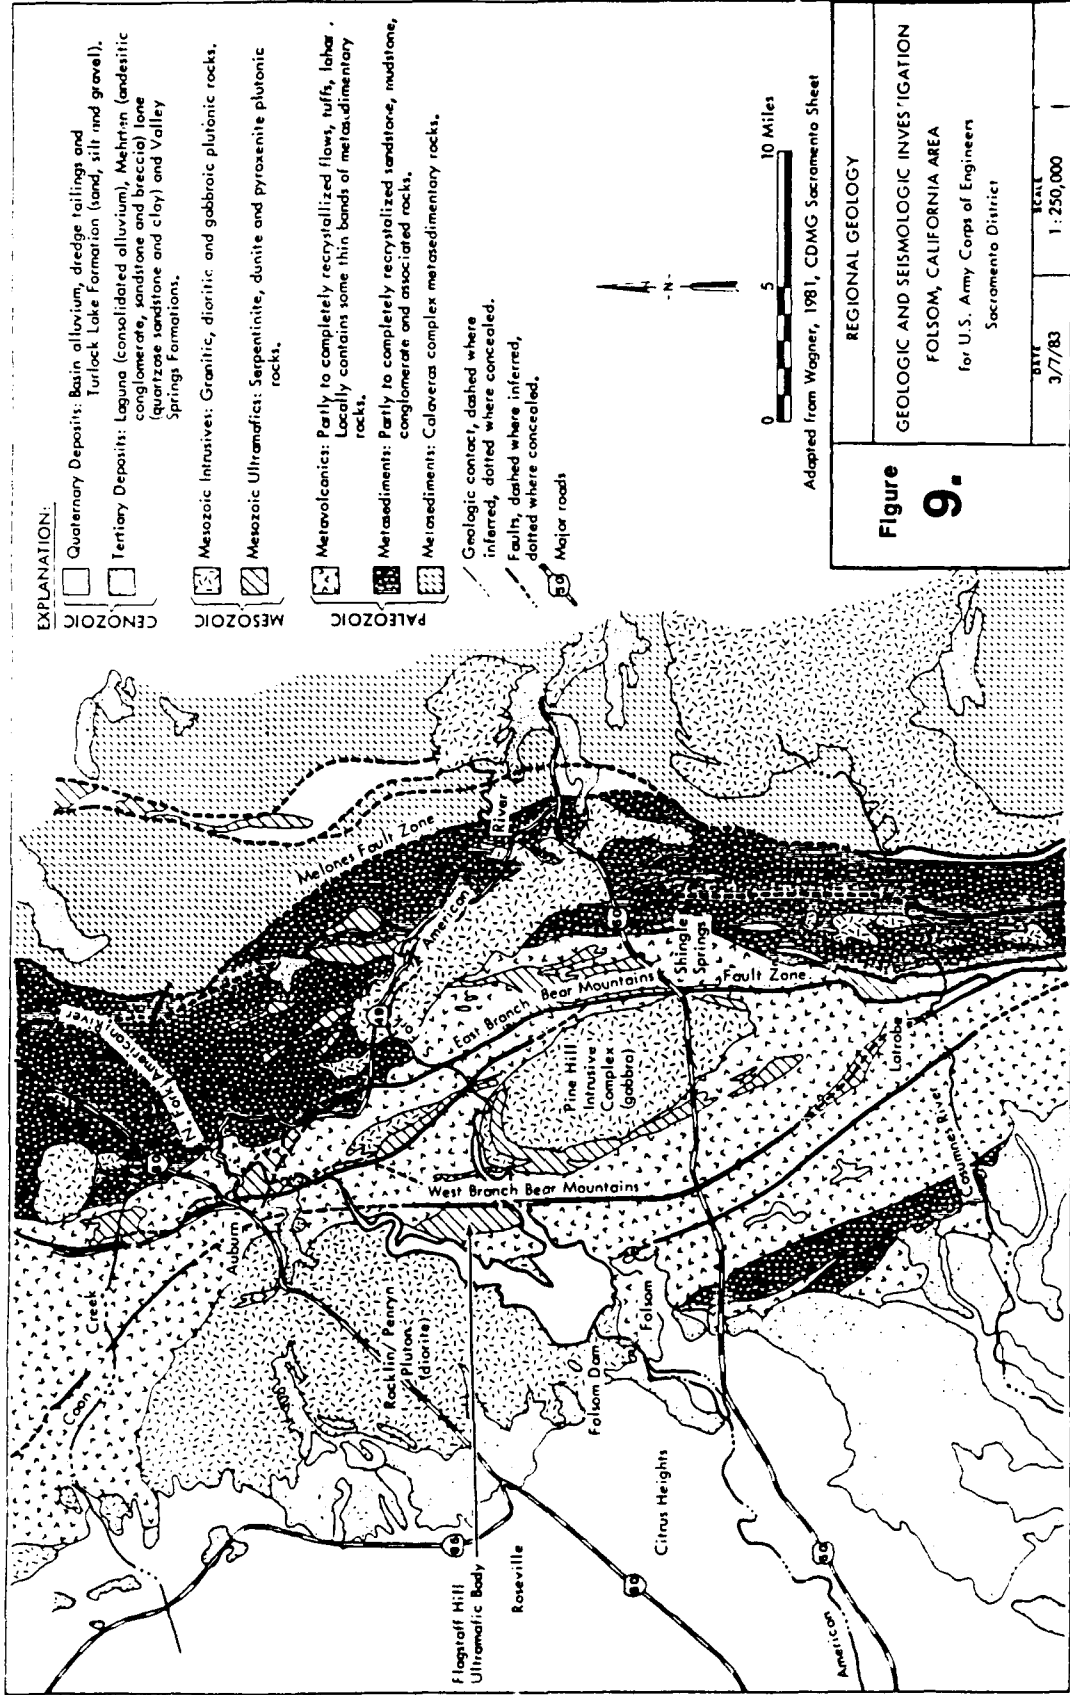 EXPLANATION:
CENOZOIC
Quaternary Deposits: Basin alluvium, dredge tailings and
Turlock Lake Formation (sand, silt and gravel).
Tertiary Deposits: Laguna (consolidated alluvium), Mehrten (andesitic
conglomerate, sandstone and breccia) Ione
(quartzose sandstone and clay) and Valley
Springs Formations.
MESOZOIC
Mesozoic Intrusives: Granitic, dioritic and gabbroic plutonic rocks.
Mesozoic Ultramafics: Serpentinite, dunite and pyroxenite plutonic
rocks.
PALEOZOIC
Metavolcanics: Partly to completely recrystallized flows, tuffs, lahar.
Locally contains some thin bands of metasedimentary
rocks.
Metasediments: Partly to completely recrystalized sandstone, mudstone,
conglomerate and associated rocks.
Metasediments: Calaveras complex metasedimentary rocks.
Geologic contact, dashed where
inferred, dotted where concealed.
Faults, dashed where inferred,
dotted where concealed.
50
Major roads
-N-
0 5 10 Miles
Adapted from Wagner, 1981, CDMG Sacramento Sheet
Figure
9.
REGIONAL GEOLOGY
GEOLOGIC AND SEISMOLOGIC INVESTIGATION
FOLSOM, CALIFORNIA AREA
for U.S. Army Corps of Engineers
Sacramento District
DATE
3/7/83
SCALE
1:250,000
Melones Fault Zone
N. Fork American River
American
River
East Branch Bear Mountains
Fault Zone
Shingle
Springs
Pine Hill
Intrusive
Complex
(gabbro)
West Branch Bear Mountains
Latrobe
Cosumnes River
Auburn
Creek
Coon
Rocklin/Penryn
Pluton
(diorite)
Folsom
Folsom Dam
Flagstaff Hill
Ultramafic Body
Roseville
Citrus Heights
80
American